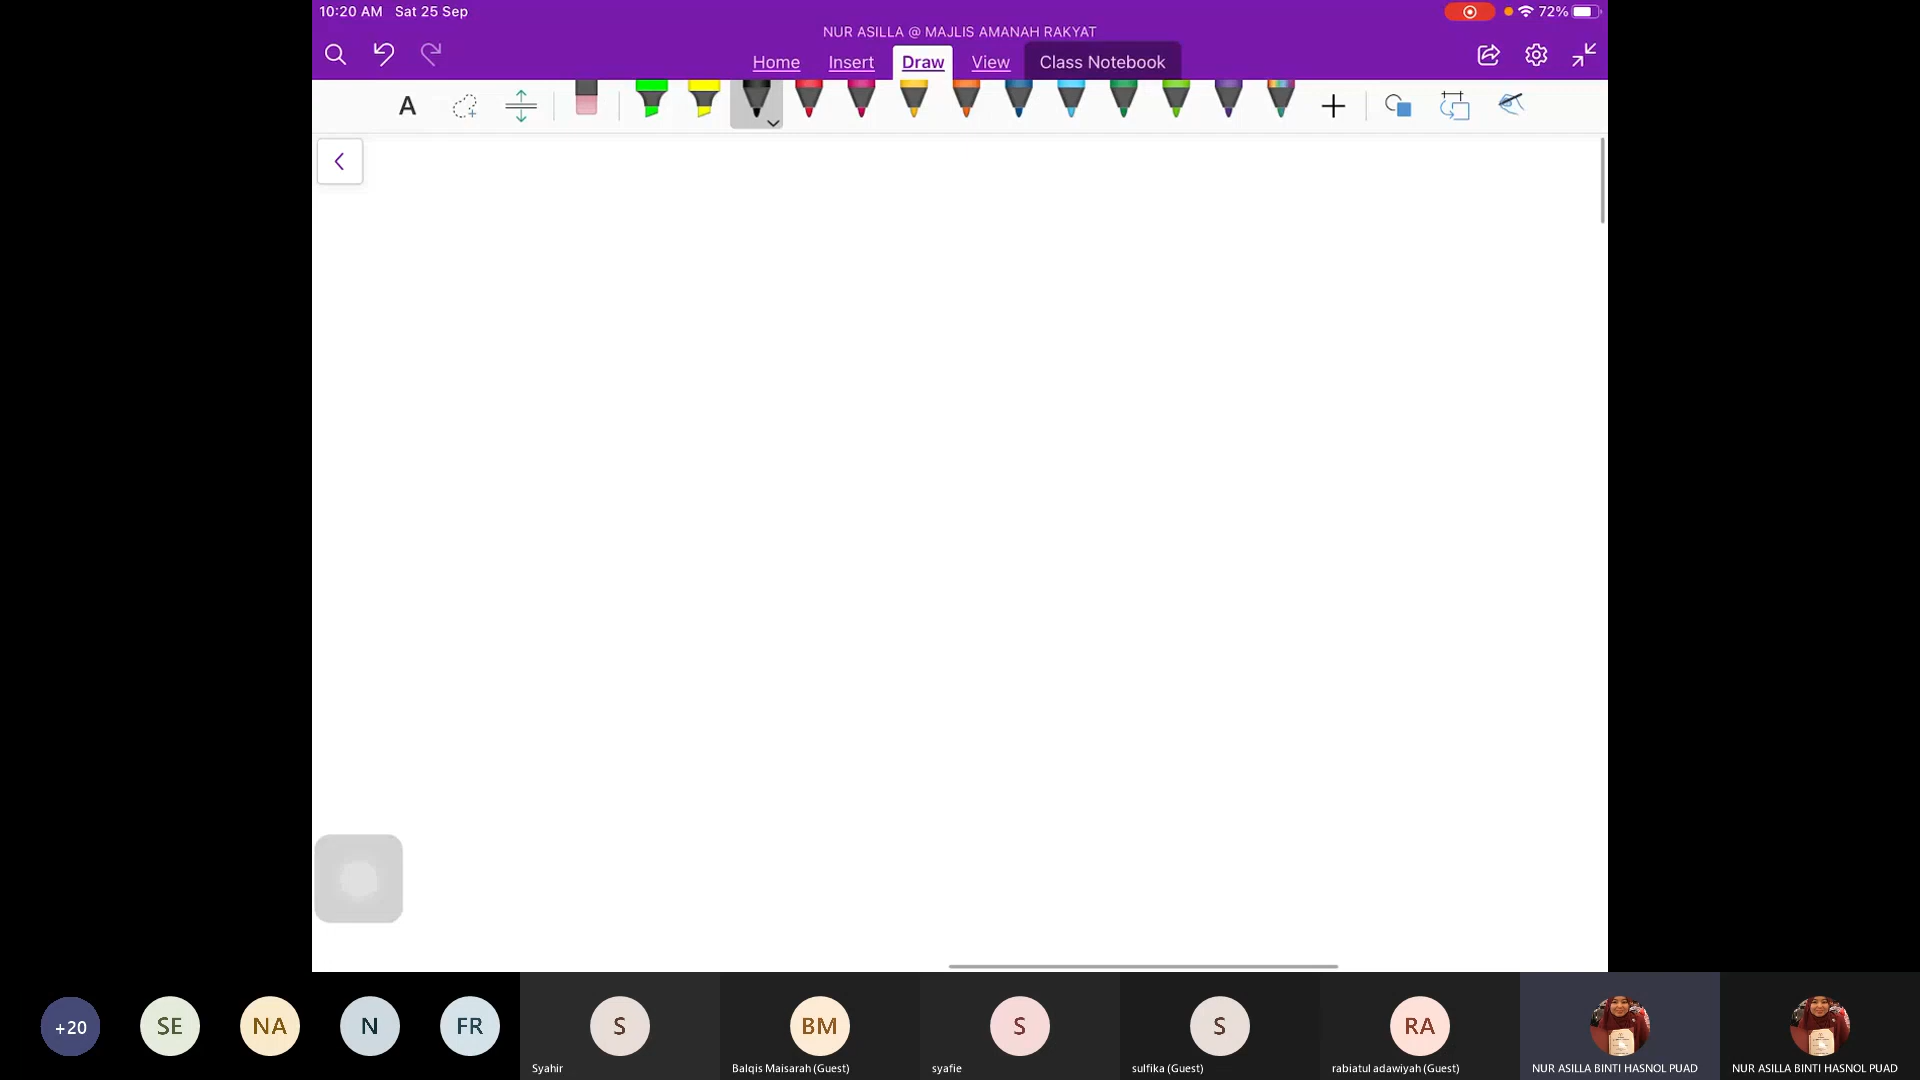 10:20 AM Sat 25 Sep
72%
NUR ASILLA @ MAJLIS AMANAH RAKYAT
Home Insert Draw View Class Notebook
A
+20 SE NA N FR S BM S S RA
Syahir Balqis Maisarah (Guest) syafie sulfika (Guest) rabiatul adawiyah (Guest) NUR ASILLA BINTI HASNOL PUAD NUR ASILLA BINTI HASNOL PUAD